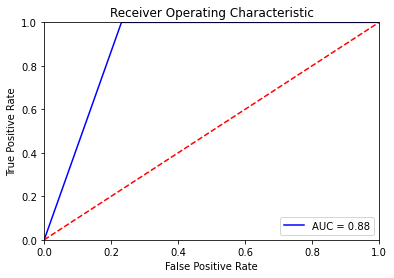 Receiver Operating Characteristic
True Positive Rate
1.0
0.8
0.6
0.4
0.2
0.0
AUC = 0.88
0.0 0.2 0.4 0.6 0.8 1.0
False Positive Rate